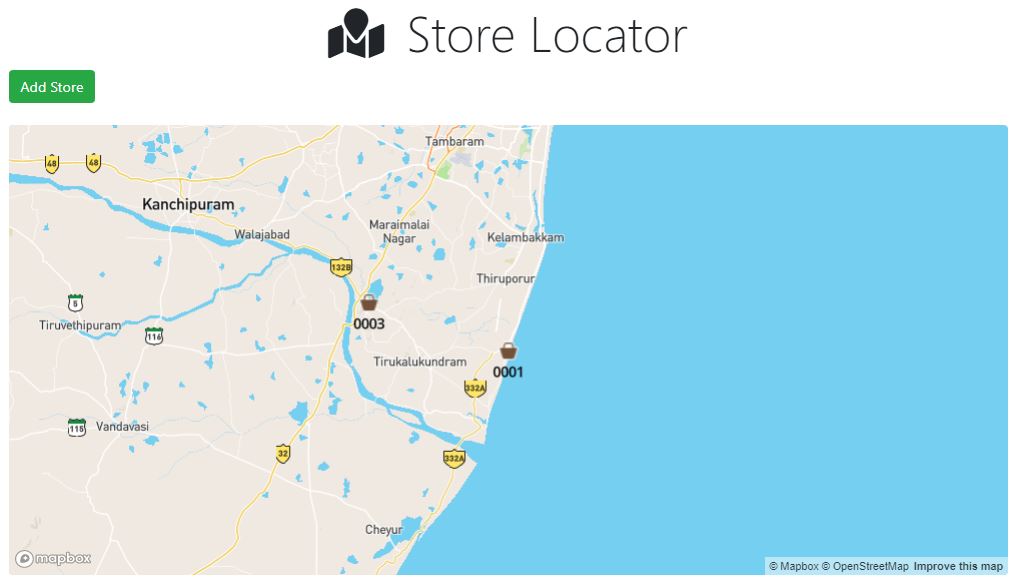 Store Locator
Add Store
Tambaram
48
48
Kanchipuram
Maraimalai
Nagar
Walajabad
Kelambakkam
132B
Thiruporur
5
0003
Tiruvethipuram
116
Tirukalukundram
0001
332A
115
Vandavasi
32
332A
Cheyur
mapbox
© Mapbox © OpenStreetMap Improve this map